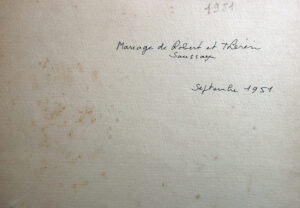 1951
Mariage de Robert et Thérèse
Saussaye
Septembre 1951